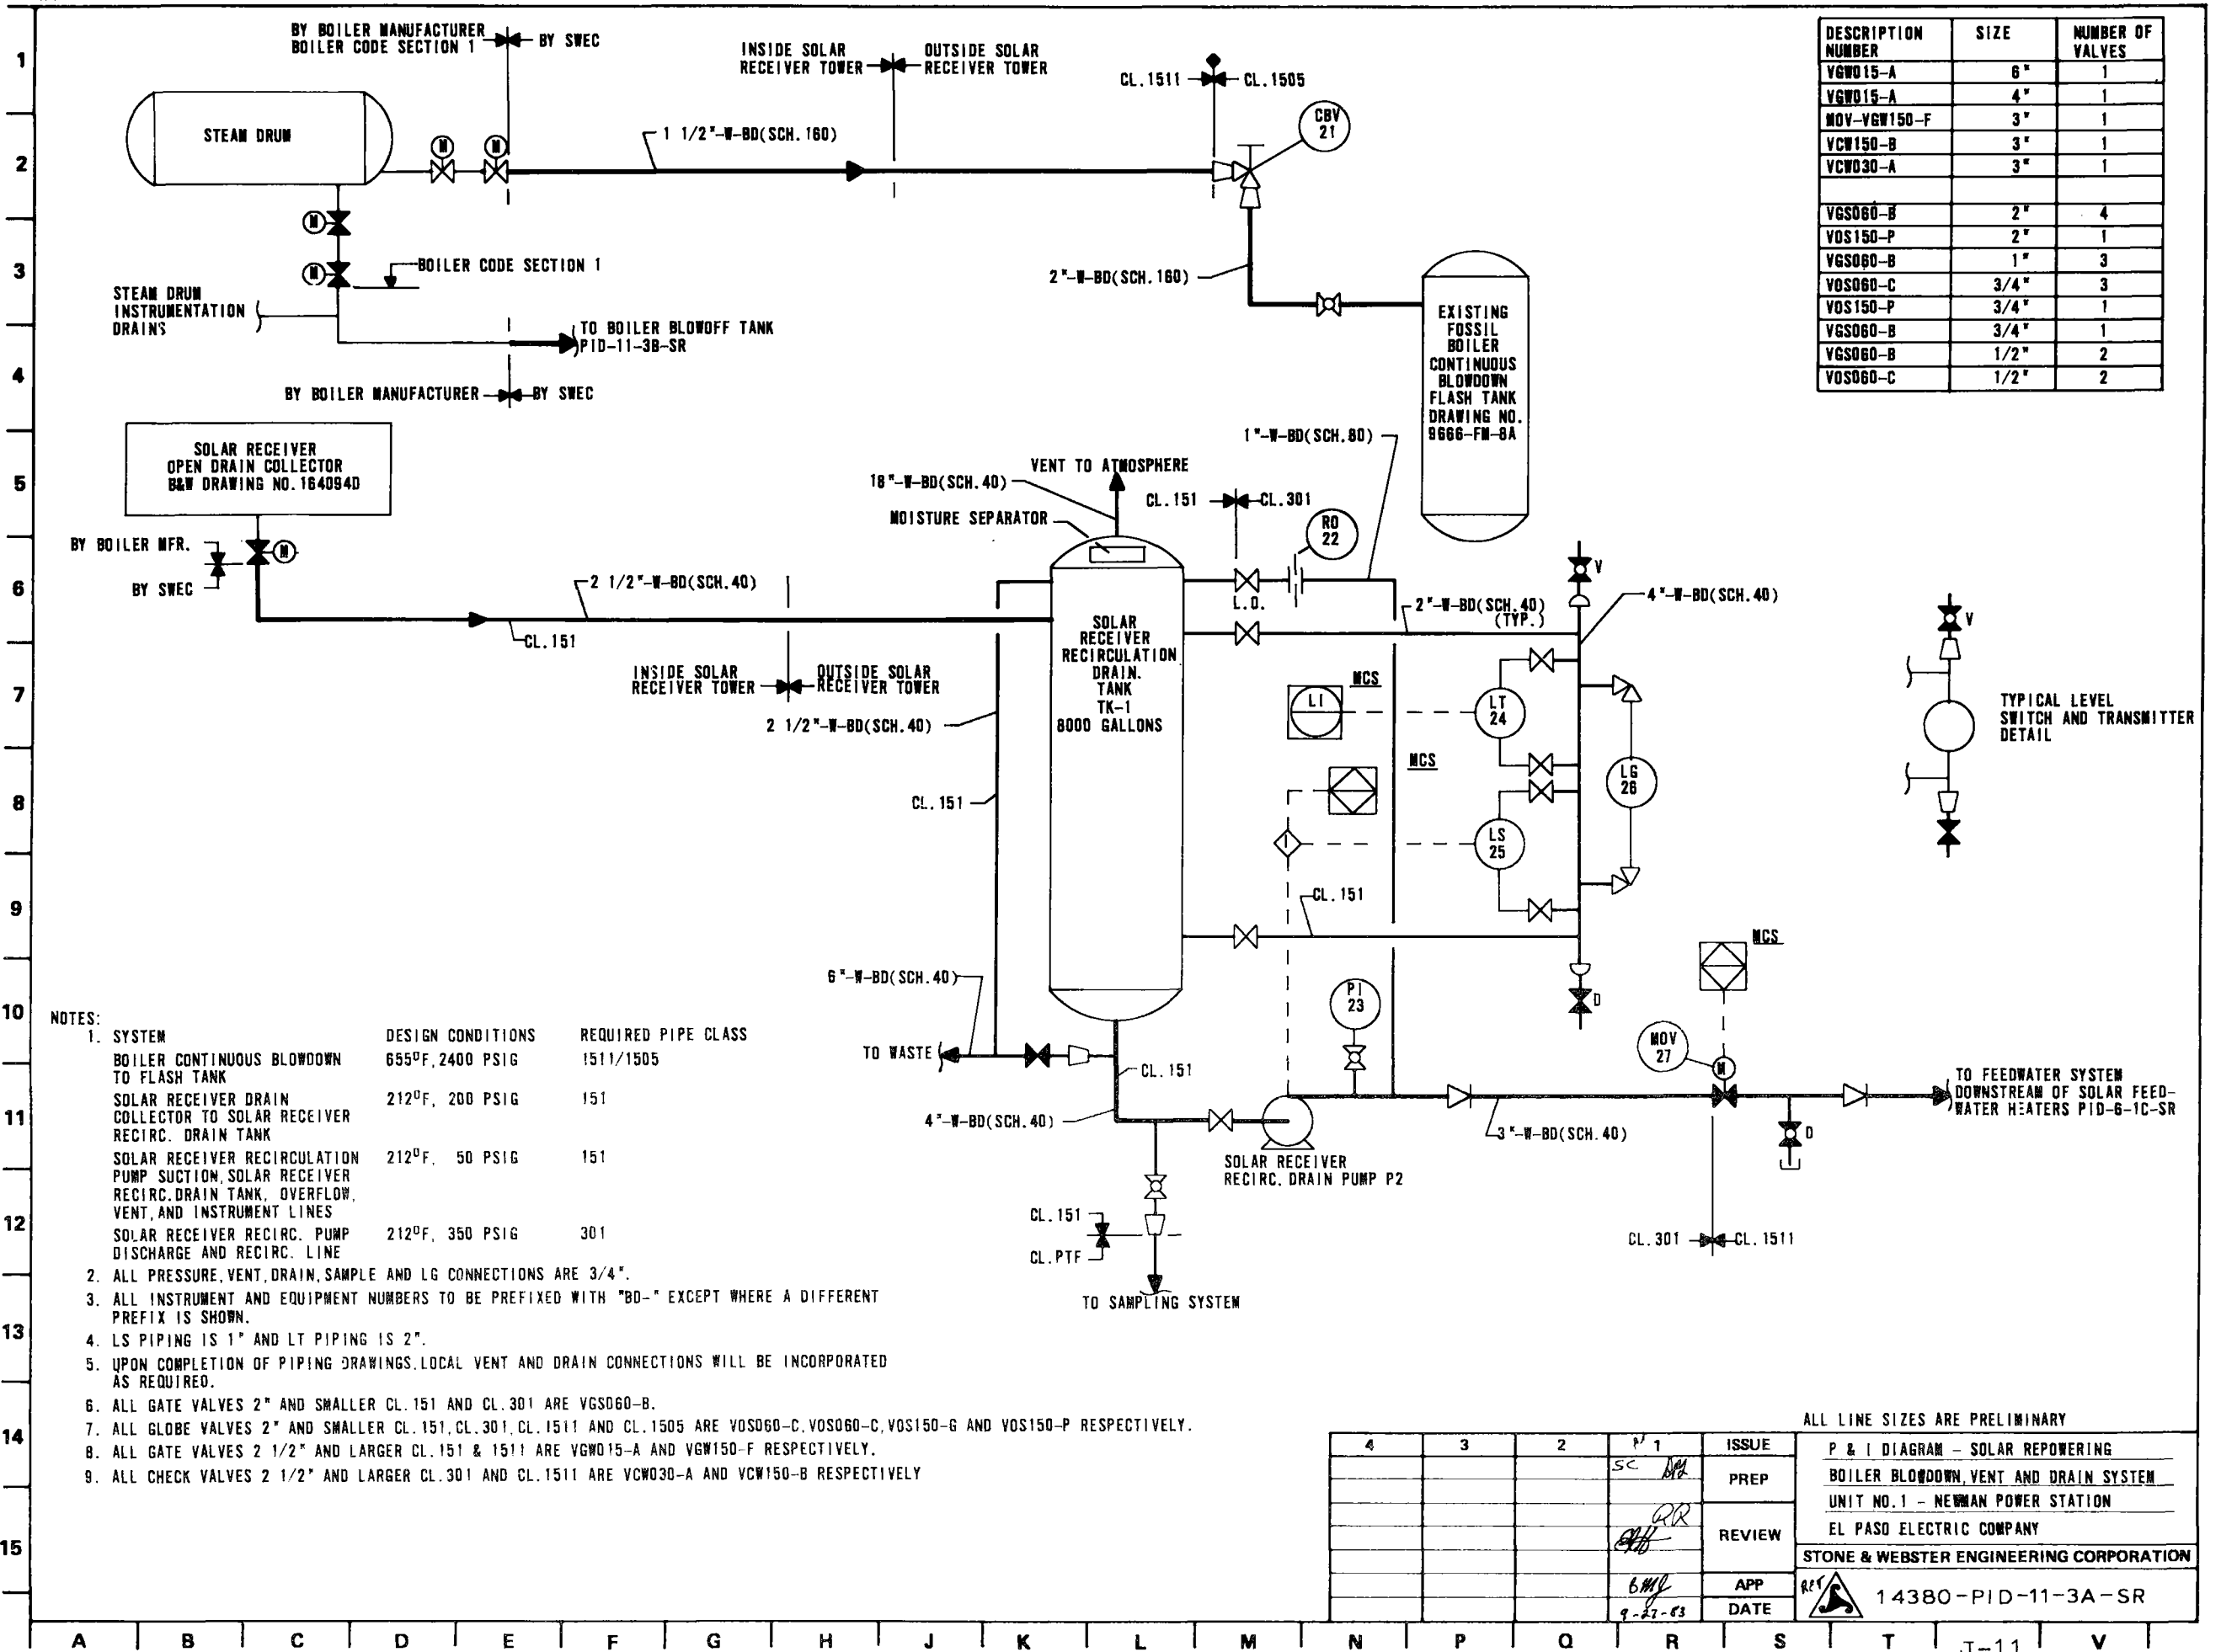 BY BOILER MANUFACTURER
BOILER CODE SECTION 1
BY SWEC
INSIDE SOLAR
RECEIVER TOWER
OUTSIDE SOLAR
RECEIVER TOWER
CL.1511
CL.1505
CBV
21
STEAM DRUM
M
M
1 1/2"-W-BD(SCH.160)
M
M
BOILER CODE SECTION 1
STEAM DRUM
INSTRUMENTATION
DRAINS
TO BOILER BLOWOFF TANK
PID-11-3B-SR
BY BOILER MANUFACTURER
BY SWEC
2"-W-BD(SCH.160)
EXISTING
FOSSIL
BOILER
CONTINUOUS
BLOWDOWN
FLASH TANK
DRAWING NO.
9666-FM-8A
DESCRIPTION NUMBER SIZE NUMBER OF VALVES
VGW015-A 6" 1
VGW015-A 4" 1
MOV-VGW150-F 3" 1
VCW150-B 3" 1
VCW030-A 3" 1
VGS060-B 2" 4
VOS150-P 2" 1
VGS060-B 1" 3
VOS060-C 3/4" 3
VOS150-P 3/4" 1
VGS060-B 3/4" 1
VGS060-B 1/2" 2
VOS060-C 1/2" 2
SOLAR RECEIVER
OPEN DRAIN COLLECTOR
B&W DRAWING NO.164094D
BY BOILER MFR.
BY SWEC
M
2 1/2"-W-BD(SCH.40)
CL.151
INSIDE SOLAR
RECEIVER TOWER
OUTSIDE SOLAR
RECEIVER TOWER
2 1/2"-W-BD(SCH.40)
CL.151
18"-W-BD(SCH.40)
VENT TO ATMOSPHERE
MOISTURE SEPARATOR
1"-W-BD(SCH.80)
CL.151
CL.301
RO
22
L.O.
SOLAR
RECEIVER
RECIRCULATION
DRAIN.
TANK
TK-1
8000 GALLONS
2"-W-BD(SCH.40)
(TYP.)
V
4"-W-BD(SCH.40)
V
TYPICAL LEVEL
SWITCH AND TRANSMITTER
DETAIL
LI
MCS
LT
24
MCS
LG
26
I
LS
25
CL.151
D
6"-W-BD(SCH.40)
TO WASTE
CL.151
4"-W-BD(SCH.40)
PI
23
SOLAR RECEIVER
RECIRC. DRAIN PUMP P2
3"-W-BD(SCH.40)
MCS
MOV
27
M
D
TO FEEDWATER SYSTEM
DOWNSTREAM OF SOLAR FEED-
WATER HEATERS PID-6-1C-SR
CL.301
CL.1511
CL.151
CL.PTF
TO SAMPLING SYSTEM
NOTES:
1. SYSTEM DESIGN CONDITIONS REQUIRED PIPE CLASS
BOILER CONTINUOUS BLOWDOWN 655ºF,2400 PSIG 1511/1505
TO FLASH TANK
SOLAR RECEIVER DRAIN 212ºF, 200 PSIG 151
COLLECTOR TO SOLAR RECEIVER
RECIRC. DRAIN TANK
SOLAR RECEIVER RECIRCULATION 212ºF, 50 PSIG 151
PUMP SUCTION,SOLAR RECEIVER
RECIRC.DRAIN TANK, OVERFLOW,
VENT,AND INSTRUMENT LINES
SOLAR RECEIVER RECIRC. PUMP 212ºF, 350 PSIG 301
DISCHARGE AND RECIRC. LINE
2. ALL PRESSURE,VENT,DRAIN,SAMPLE AND LG CONNECTIONS ARE 3/4".
3. ALL INSTRUMENT AND EQUIPMENT NUMBERS TO BE PREFIXED WITH "BD-" EXCEPT WHERE A DIFFERENT
PREFIX IS SHOWN.
4. LS PIPING IS 1" AND LT PIPING IS 2".
5. UPON COMPLETION OF PIPING DRAWINGS,LOCAL VENT AND DRAIN CONNECTIONS WILL BE INCORPORATED
AS REQUIRED.
6. ALL GATE VALVES 2" AND SMALLER CL.151 AND CL.301 ARE VGS060-B.
7. ALL GLOBE VALVES 2" AND SMALLER CL.151,CL.301,CL.1511 AND CL.1505 ARE VOS060-C,VOS060-C,VOS150-G AND VOS150-P RESPECTIVELY.
8. ALL GATE VALVES 2 1/2" AND LARGER CL.151 & 1511 ARE VGW015-A AND VGW150-F RESPECTIVELY.
9. ALL CHECK VALVES 2 1/2" AND LARGER CL.301 AND CL.1511 ARE VCW030-A AND VCW150-B RESPECTIVELY
ALL LINE SIZES ARE PRELIMINARY
4 3 2 1 ISSUE
SC PREP
RR REVIEW
BMJ APP
9-27-83 DATE
P & I DIAGRAM - SOLAR REPOWERING
BOILER BLOWDOWN,VENT AND DRAIN SYSTEM
UNIT NO.1 - NEWMAN POWER STATION
EL PASO ELECTRIC COMPANY
STONE & WEBSTER ENGINEERING CORPORATION
14380-PID-11-3A-SR
1
2
3
4
5
6
7
8
9
10
11
12
13
14
15
A B C D E F G H J K L M N P Q R S T J-11 V